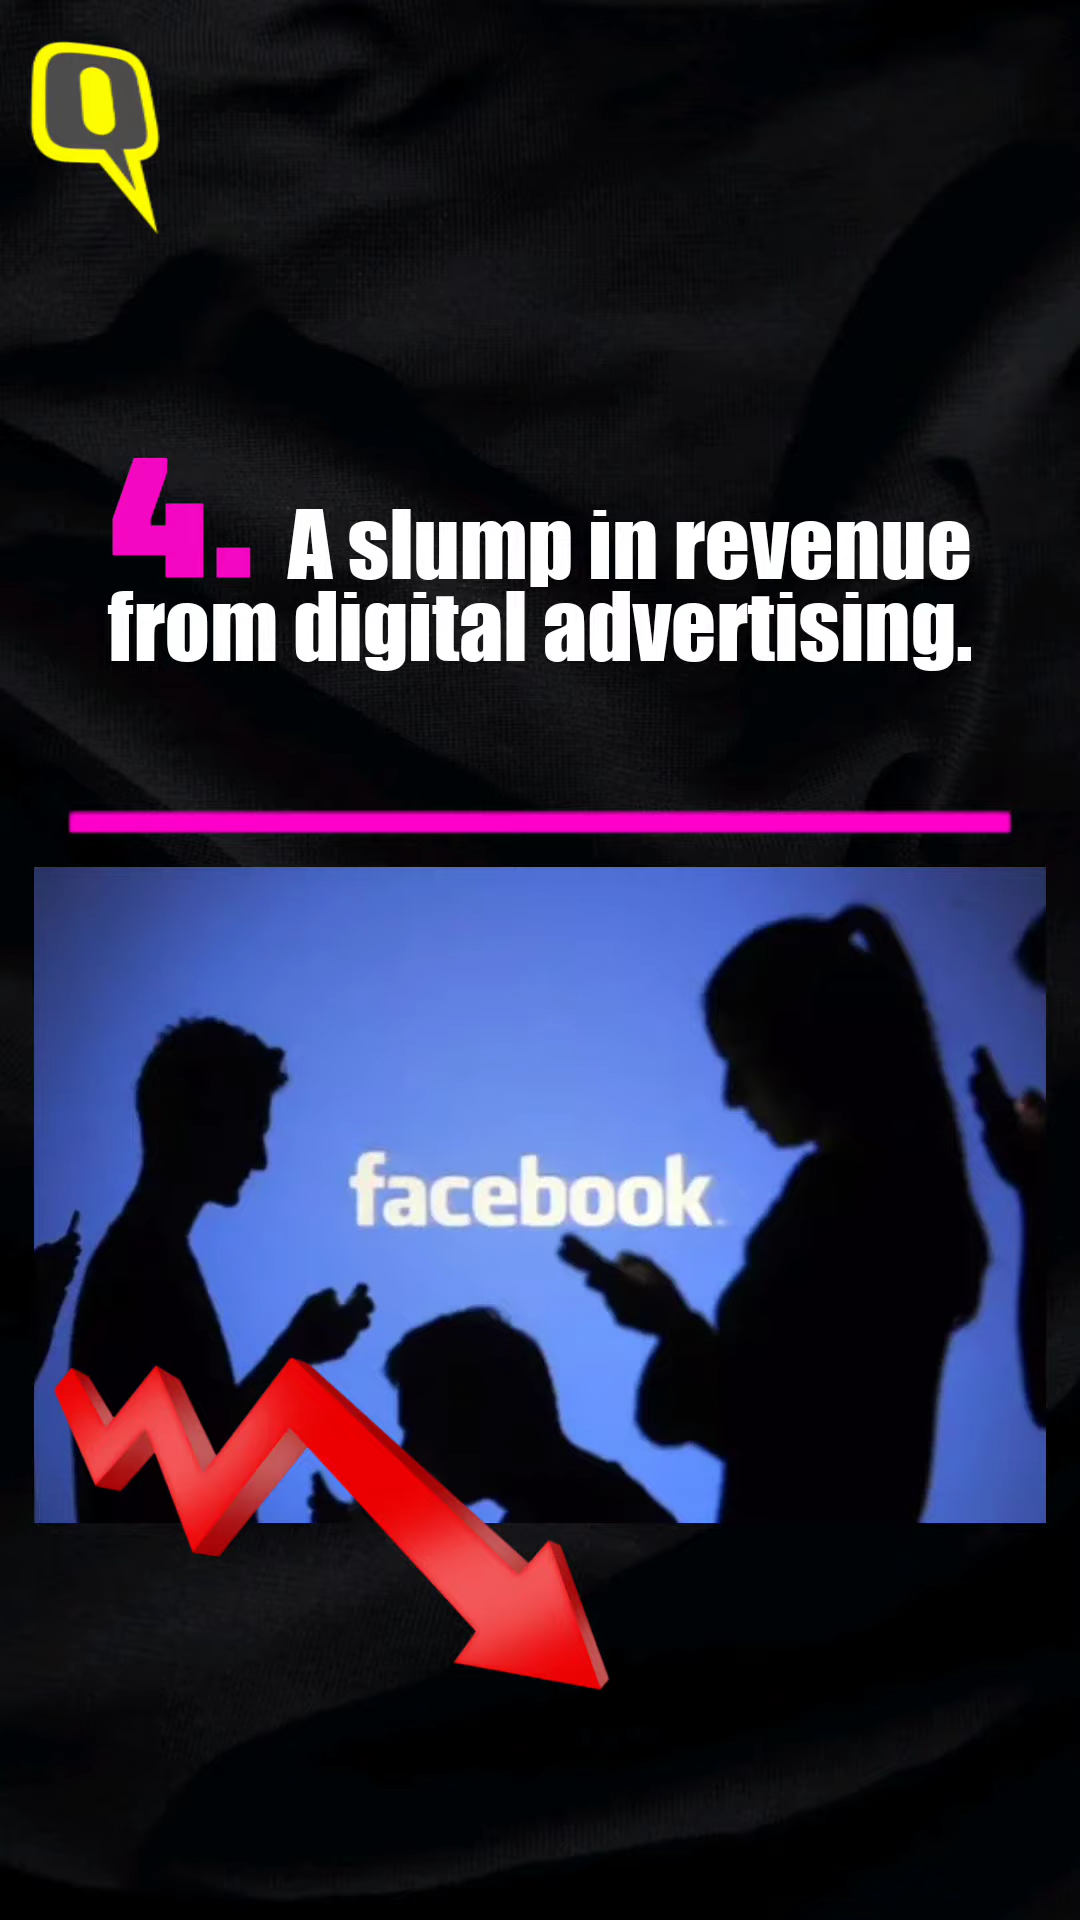 Q
4. A slump in revenue
from digital advertising.
facebook